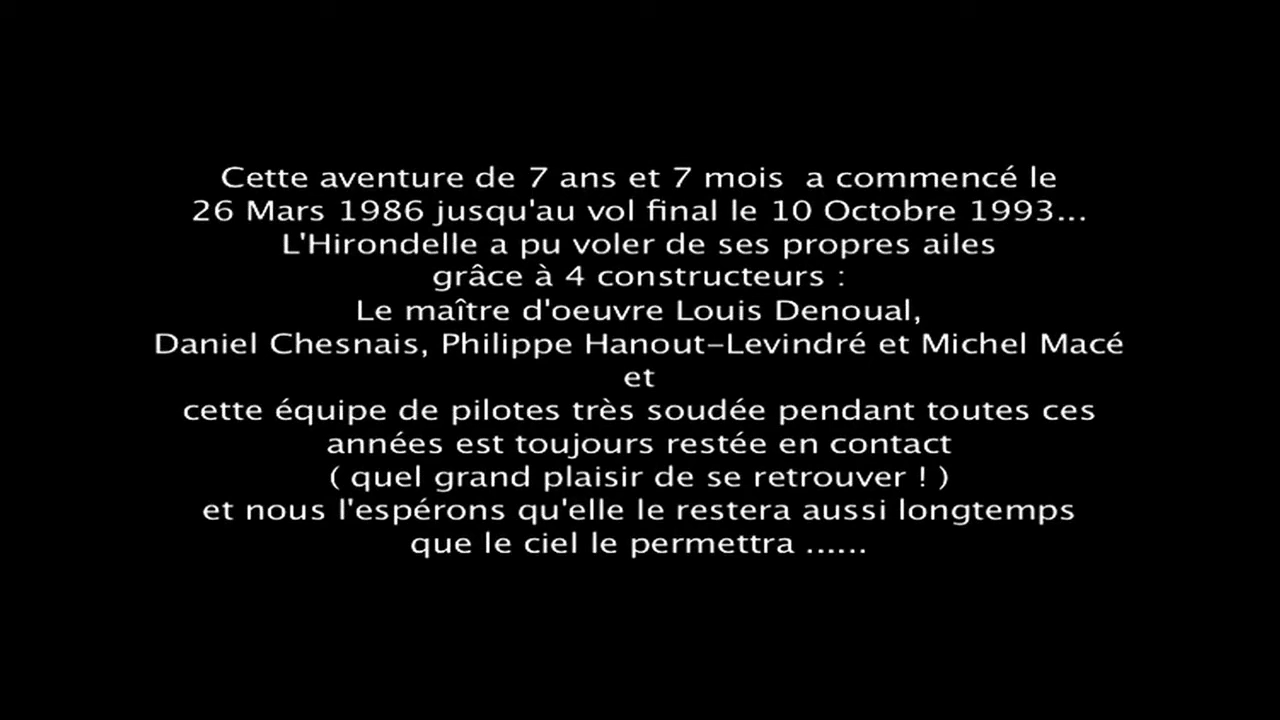 Cette aventure de 7 ans et 7 mois  a commencé le
26 Mars 1986 jusqu'au vol final le 10 Octobre 1993...
L'Hirondelle a pu voler de ses propres ailes
grâce à 4 constructeurs :
Le maître d'oeuvre Louis Denoual,
Daniel Chesnais, Philippe Hanout-Levindré et Michel Macé
et
cette équipe de pilotes très soudée pendant toutes ces
années est toujours restée en contact
( quel grand plaisir de se retrouver ! )
et nous l'espérons qu'elle le restera aussi longtemps
que le ciel le permettra ......